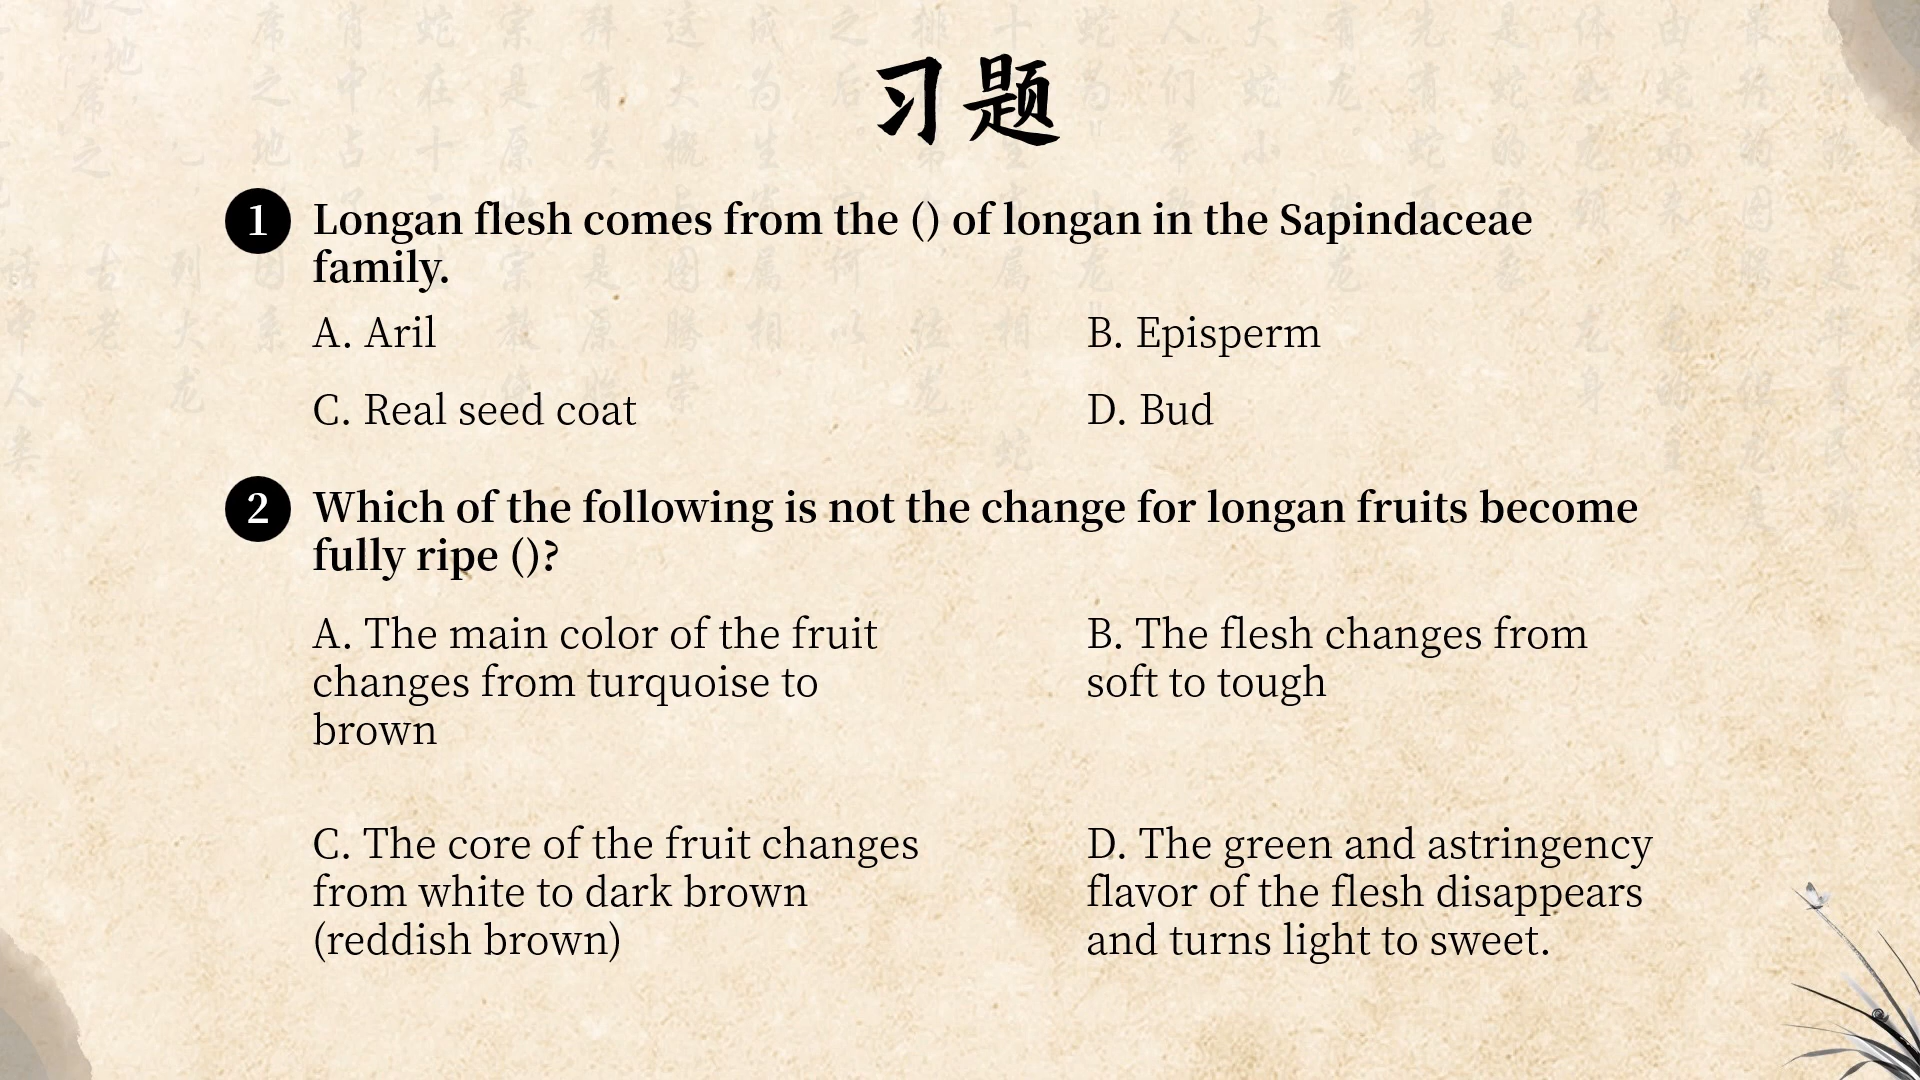 习题
1 Longan flesh comes from the () of longan in the Sapindaceae
family.
A. Aril
B. Episperm
C. Real seed coat
D. Bud
2 Which of the following is not the change for longan fruits become
fully ripe ()?
A. The main color of the fruit
changes from turquoise to
brown
B. The flesh changes from
soft to tough
C. The core of the fruit changes
from white to dark brown
(reddish brown)
D. The green and astringency
flavor of the flesh disappears
and turns light to sweet.